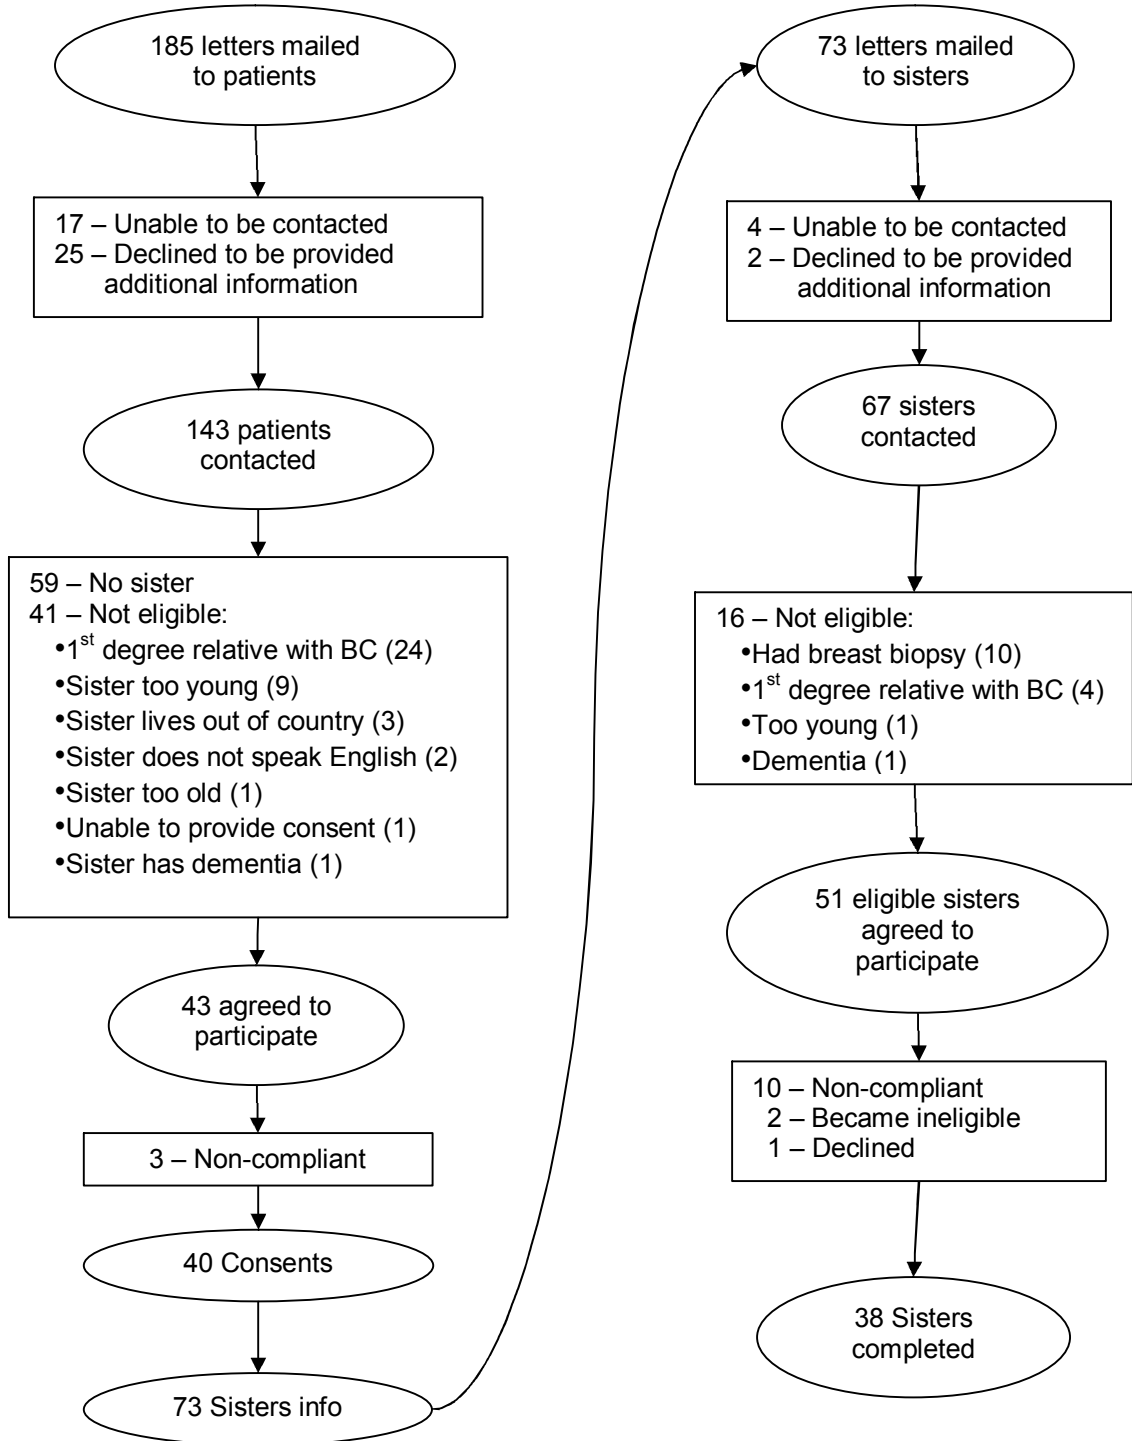 185 letters mailed
to patients
17 – Unable to be contacted
25 – Declined to be provided
additional information
143 patients
contacted
59 – No sister
41 – Not eligible:
•1st degree relative with BC (24)
•Sister too young (9)
•Sister lives out of country (3)
•Sister does not speak English (2)
•Sister too old (1)
•Unable to provide consent (1)
•Sister has dementia (1)
43 agreed to
participate
3 – Non-compliant
40 Consents
73 Sisters info
73 letters mailed
to sisters
4 – Unable to be contacted
2 – Declined to be provided
additional information
67 sisters
contacted
16 – Not eligible:
•Had breast biopsy (10)
•1st degree relative with BC (4)
•Too young (1)
•Dementia (1)
51 eligible sisters
agreed to
participate
10 – Non-compliant
2 – Became ineligible
1 – Declined
38 Sisters
completed